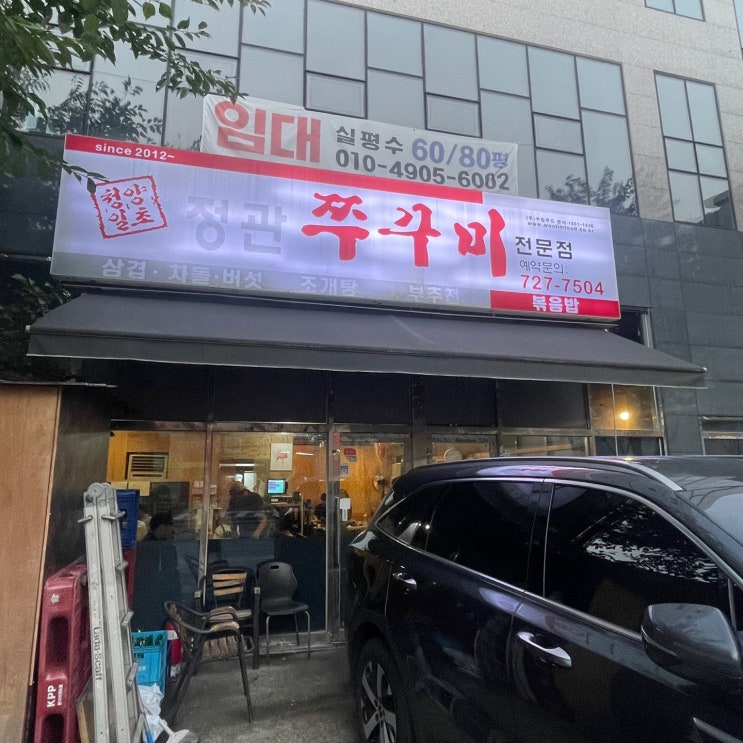 임대 실평수 60/80평
010-4905-6002
since 2012~
청양
일초
정관 쭈꾸미 전문점
예약문의:
727-7504
삼겹·차돌·버섯 조개탕 부추전 볶음밥
KPP